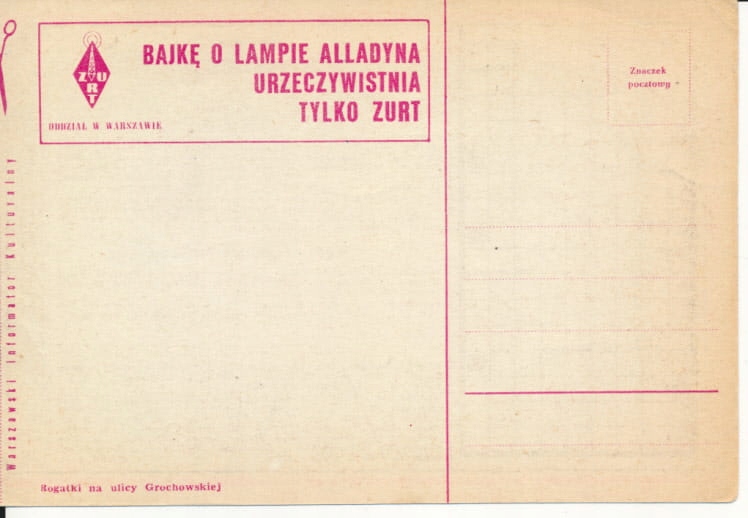 ZURT
BAJKĘ O LAMPIE ALLADYNA
URZECZYWISTNIA
TYLKO ZURT
ODDZIAŁ W WARSZAWIE
Znaczek
pocztowy
Warszawski Informator Kulturalny
Rogatki na ulicy Grochowskiej